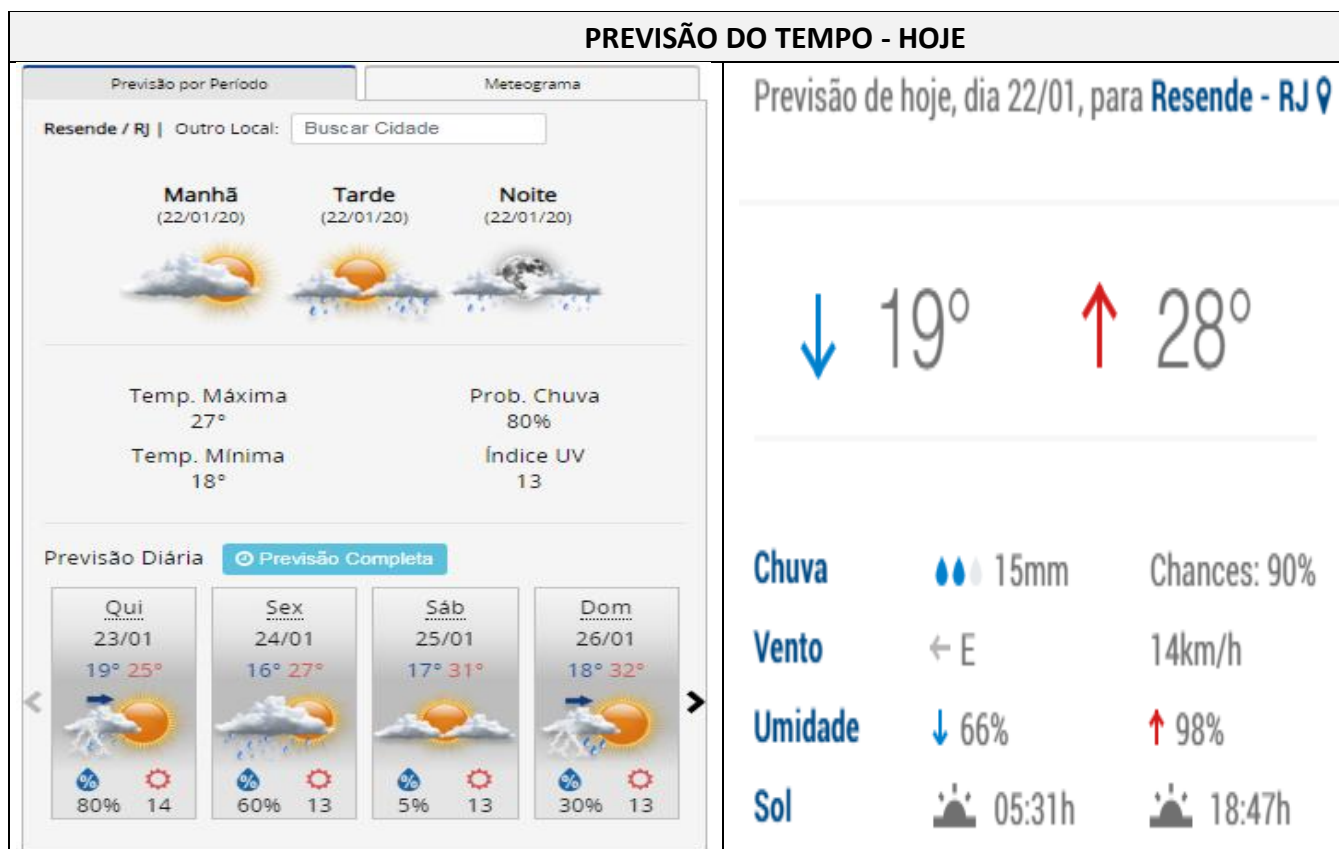 PREVISÃO DO TEMPO - HOJE
Previsão por Período Meteograma
Resende / RJ | Outro Local: Buscar Cidade
Manhã Tarde Noite
(22/01/20) (22/01/20) (22/01/20)
Temp. Máxima Prob. Chuva
27° 80%
Temp. Mínima Índice UV
18° 13
Previsão Diária Previsão Completa
Qui Sex Sáb Dom
23/01 24/01 25/01 26/01
19° 25° 16° 27° 17° 31° 18° 32°
% % % %
80% 14 60% 13 5% 13 30% 13
Previsão de hoje, dia 22/01, para Resende - RJ
19° 28°
Chuva 15mm Chances: 90%
Vento E 14km/h
Umidade 66% 98%
Sol 05:31h 18:47h